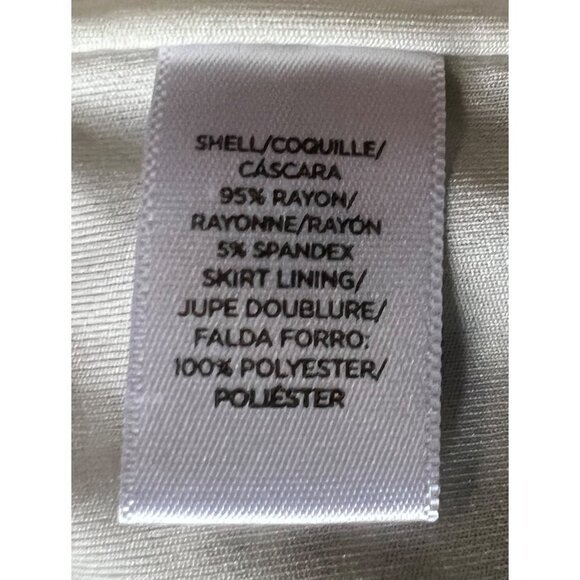 SHELL/COQUILLE/
CÁSCARA
95% RAYON/
RAYONNE/RAYÓN
5% SPANDEX
SKIRT LINING/
JUPE DOUBLURE/
FALDA FORRO:
100% POLYESTER/
POLIÉSTER